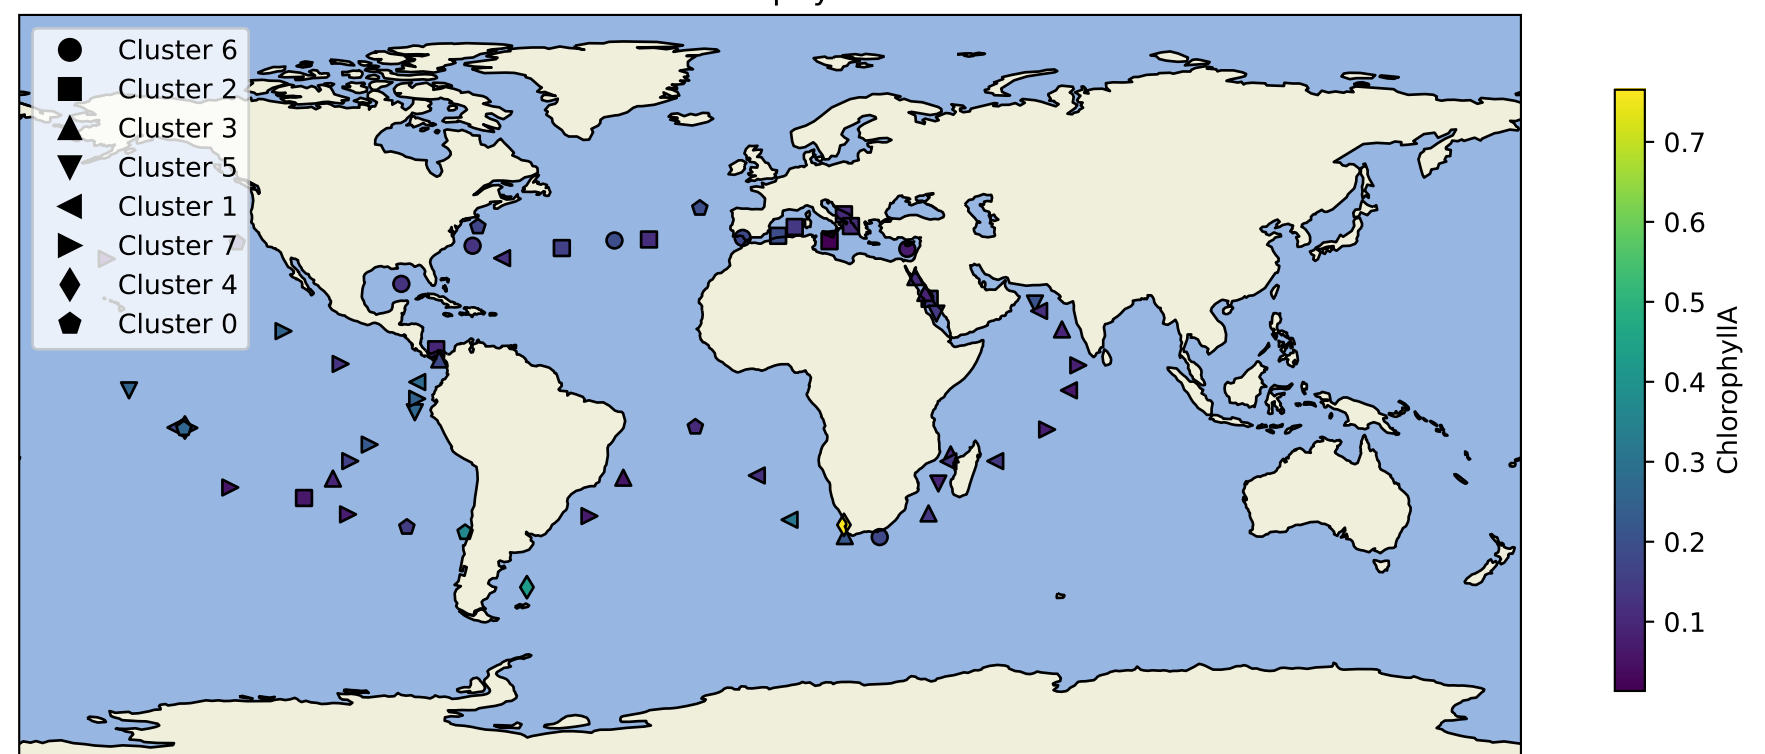 Cluster 6
Cluster 2
Cluster 3
Cluster 5
Cluster 1
Cluster 7
Cluster 4
Cluster 0
0.7
0.6
0.5
0.4
0.3
0.2
0.1
ChlorophyllA